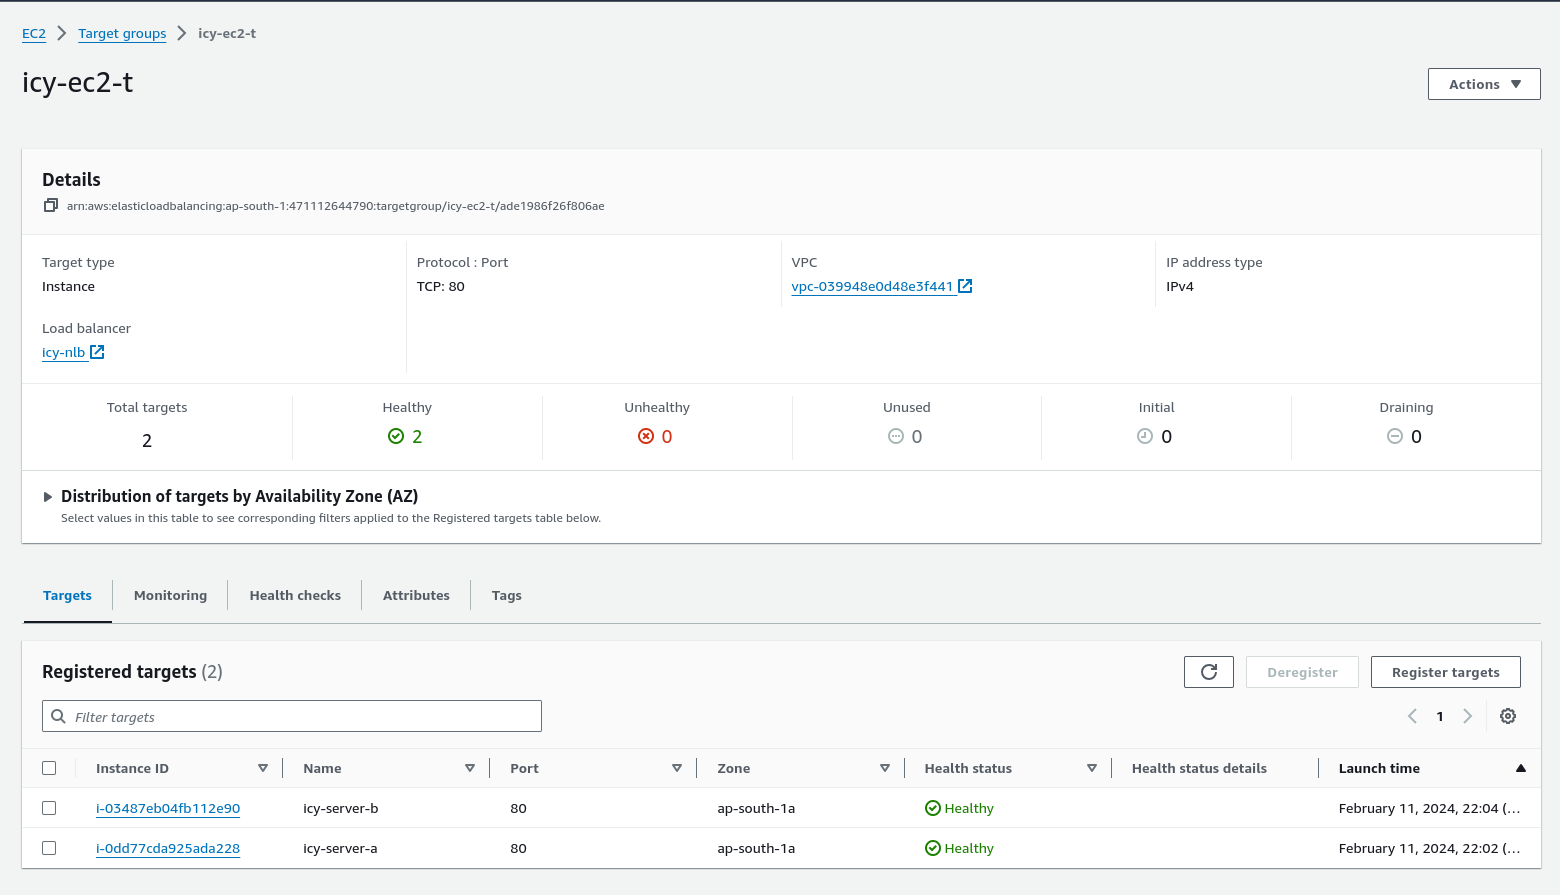 EC2 > Target groups > icy-ec2-t
icy-ec2-t
Actions
Details
arn:aws:elasticloadbalancing:ap-south-1:471112644790:targetgroup/icy-ec2-t/ade1986f26f806ae
Target type
Instance
Protocol : Port
TCP: 80
VPC
vpc-039948e0d48e3f441
IP address type
IPv4
Load balancer
icy-nlb
Total targets
2
Healthy
2
Unhealthy
0
Unused
0
Initial
0
Draining
0
Distribution of targets by Availability Zone (AZ)
Select values in this table to see corresponding filters applied to the Registered targets table below.
Targets Monitoring Health checks Attributes Tags
Registered targets (2)
Deregister Register targets
Filter targets
1
Instance ID Name Port Zone Health status Health status details Launch time
i-03487eb04fb112e90 icy-server-b 80 ap-south-1a Healthy February 11, 2024, 22:04 (...
i-0dd77cda925ada228 icy-server-a 80 ap-south-1a Healthy February 11, 2024, 22:02 (...